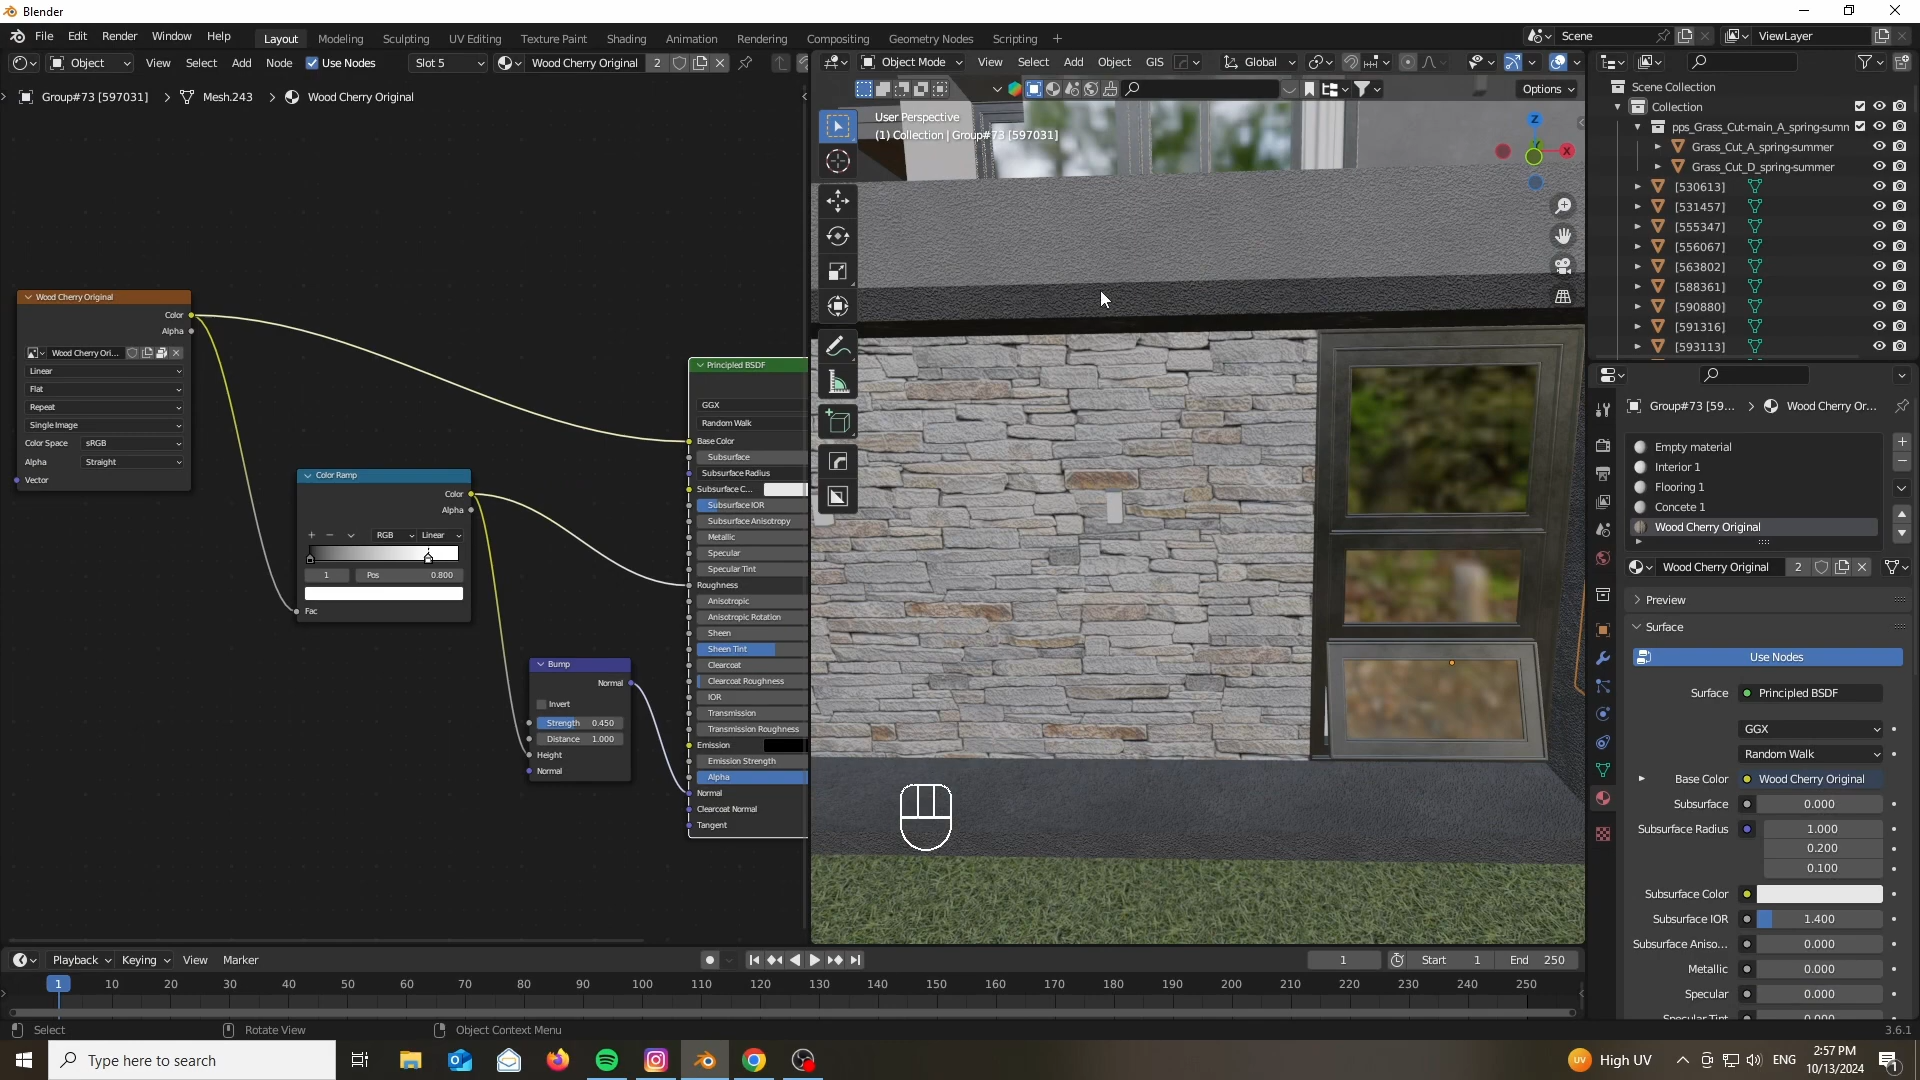 Blender
File Edit Render Window Help
Layout Modeling Sculpting UV Editing Texture Paint Shading Animation Rendering Compositing Geometry Nodes Scripting +
Scene
ViewLayer
Object View Select Add Node Use Nodes Slot 5 Wood Cherry Original 2
Group#73 [597031] > Mesh.243 > Wood Cherry Original
Wood Cherry Original
Color
Alpha
Wood Cherry Ori...
Linear
Flat
Repeat
Single Image
Color Space sRGB
Alpha Straight
Vector
Color Ramp
Color
Alpha
RGB Linear
1 Pos 0.800
Fac
Bump
Normal
Invert
Strength 0.450
Distance 1.000
Height
Normal
Principled BSDF
GGX
Random Walk
Base Color
Subsurface
Subsurface Radius
Subsurface C...
Subsurface IOR
Subsurface Anisotropy
Metallic
Specular
Specular Tint
Roughness
Anisotropic
Anisotropic Rotation
Sheen
Sheen Tint
Clearcoat
Clearcoat Roughness
IOR
Transmission
Transmission Roughness
Emission
Emission Strength
Alpha
Normal
Clearcoat Normal
Tangent
Object Mode View Select Add Object GIS Global
Options
User Perspective
(1) Collection | Group#73 [597031]
Z
X
Scene Collection
Collection
pps_Grass_Cut-main_A_spring-sumn
Grass_Cut_A_spring-summer
Grass_Cut_D_spring-summer
[530613]
[531457]
[555347]
[556067]
[563802]
[588361]
[590880]
[591316]
[593113]
Group#73 [59... > Wood Cherry Or...
Empty material
Interior 1
Flooring 1
Concete 1
Wood Cherry Original
Wood Cherry Original 2
Preview
Surface
Use Nodes
Surface Principled BSDF
GGX
Random Walk
Base Color Wood Cherry Original
Subsurface 0.000
Subsurface Radius 1.000
0.200
0.100
Subsurface Color
Subsurface IOR 1.400
Subsurface Aniso... 0.000
Metallic 0.000
Specular 0.000
Specular Tint 0.000
Playback Keying View Marker
1 Start 1 End 250
1 10 20 30 40 50 60 70 80 90 100 110 120 130 140 150 160 170 180 190 200 210 220 230 240 250
Select Rotate View Object Context Menu
3.6.1
Type here to search
UV High UV ENG 2:57 PM
10/13/2024
1